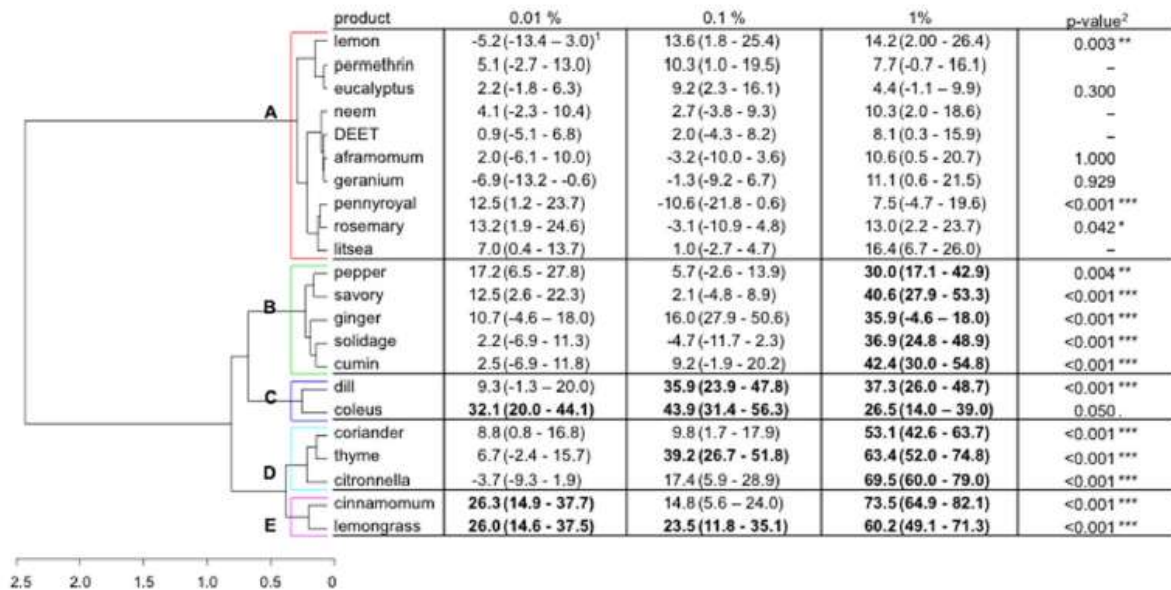 product 0.01 % 0.1 % 1% p-value²
lemon -5.2 (-13.4 – 3.0)¹ 13.6 (1.8 - 25.4) 14.2 (2.00 - 26.4) 0.003 **
permethrin 5.1 (-2.7 - 13.0) 10.3 (1.0 - 19.5) 7.7 (-0.7 - 16.1) –
eucalyptus 2.2 (-1.8 - 6.3) 9.2 (2.3 - 16.1) 4.4 (-1.1 – 9.9) 0.300
neem 4.1 (-2.3 - 10.4) 2.7 (-3.8 - 9.3) 10.3 (2.0 - 18.6) –
A DEET 0.9 (-5.1 - 6.8) 2.0 (-4.3 - 8.2) 8.1 (0.3 - 15.9) –
aframomum 2.0 (-6.1 - 10.0) -3.2 (-10.0 - 3.6) 10.6 (0.5 - 20.7) 1.000
geranium -6.9 (-13.2 - -0.6) -1.3 (-9.2 - 6.7) 11.1 (0.6 - 21.5) 0.929
pennyroyal 12.5 (1.2 - 23.7) -10.6 (-21.8 - 0.6) 7.5 (-4.7 - 19.6) <0.001 ***
rosemary 13.2 (1.9 - 24.6) -3.1 (-10.9 - 4.8) 13.0 (2.2 - 23.7) 0.042 *
litsea 7.0 (0.4 - 13.7) 1.0 (-2.7 - 4.7) 16.4 (6.7 - 26.0) –
pepper 17.2 (6.5 - 27.8) 5.7 (-2.6 - 13.9) 30.0 (17.1 - 42.9) 0.004 **
B savory 12.5 (2.6 - 22.3) 2.1 (-4.8 - 8.9) 40.6 (27.9 - 53.3) <0.001 ***
ginger 10.7 (-4.6 – 18.0) 16.0 (27.9 - 50.6) 35.9 (-4.6 – 18.0) <0.001 ***
solidage 2.2 (-6.9 - 11.3) -4.7 (-11.7 - 2.3) 36.9 (24.8 - 48.9) <0.001 ***
cumin 2.5 (-6.9 - 11.8) 9.2 (-1.9 - 20.2) 42.4 (30.0 - 54.8) <0.001 ***
C dill 9.3 (-1.3 – 20.0) 35.9 (23.9 - 47.8) 37.3 (26.0 - 48.7) <0.001 ***
coleus 32.1 (20.0 - 44.1) 43.9 (31.4 - 56.3) 26.5 (14.0 – 39.0) 0.050 .
coriander 8.8 (0.8 - 16.8) 9.8 (1.7 - 17.9) 53.1 (42.6 - 63.7) <0.001 ***
D thyme 6.7 (-2.4 - 15.7) 39.2 (26.7 - 51.8) 63.4 (52.0 - 74.8) <0.001 ***
citronnella -3.7 (-9.3 - 1.9) 17.4 (5.9 - 28.9) 69.5 (60.0 - 79.0) <0.001 ***
cinnamomum 26.3 (14.9 - 37.7) 14.8 (5.6 – 24.0) 73.5 (64.9 - 82.1) <0.001 ***
E lemongrass 26.0 (14.6 - 37.5) 23.5 (11.8 - 35.1) 60.2 (49.1 - 71.3) <0.001 ***
2.5 2.0 1.0 0.5 0